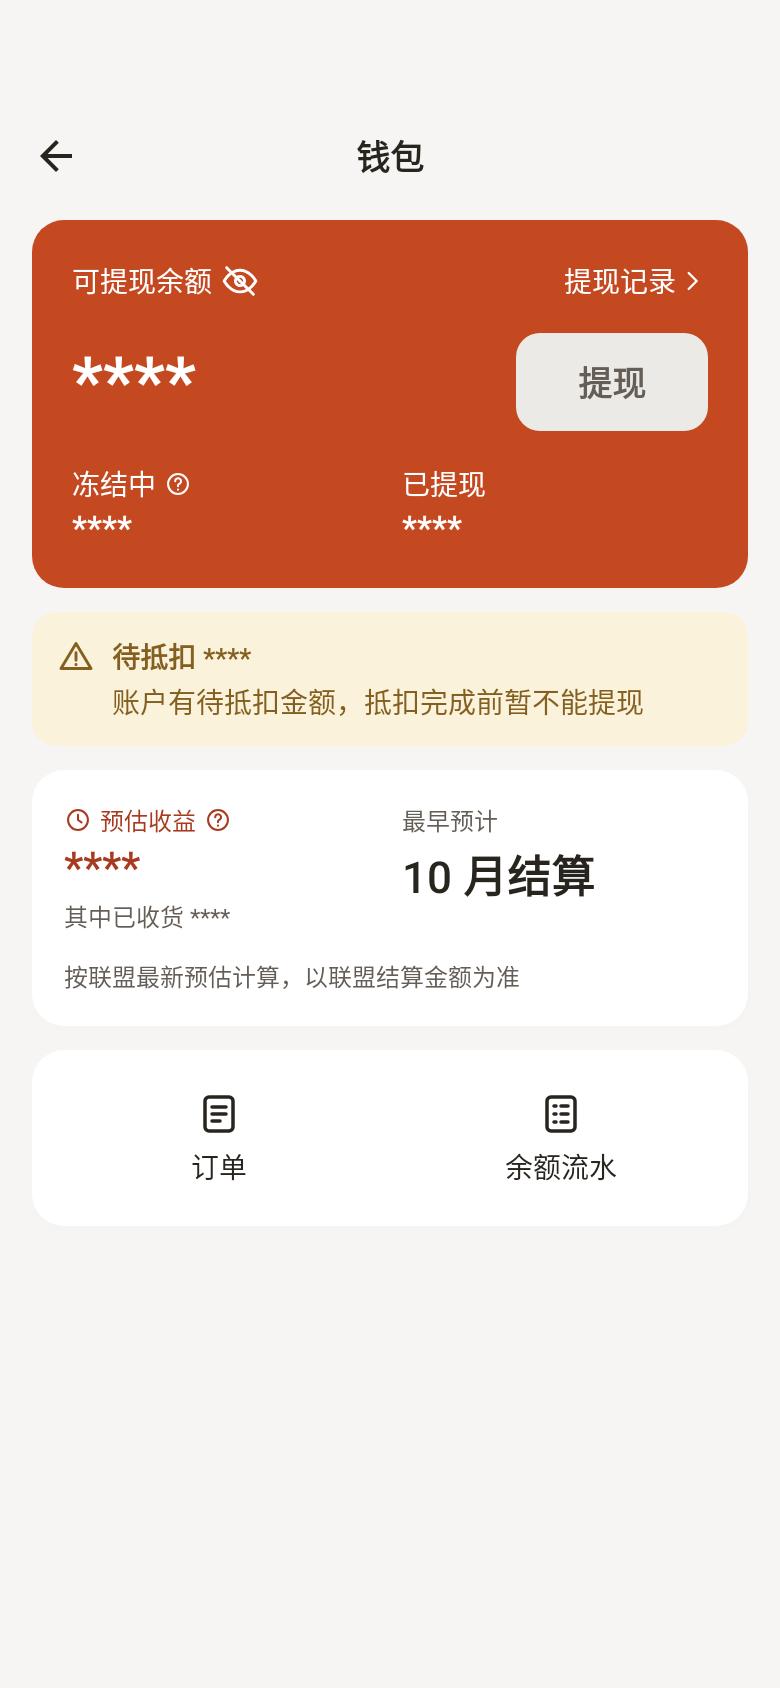 钱包
可提现余额
提现记录
****
提现
冻结中
已提现
****
****
待抵扣 ****
账户有待抵扣金额，抵扣完成前暂不能提现
预估收益
最早预计
****
10 月结算
其中已收货 ****
按联盟最新预估计算，以联盟结算金额为准
订单
余额流水